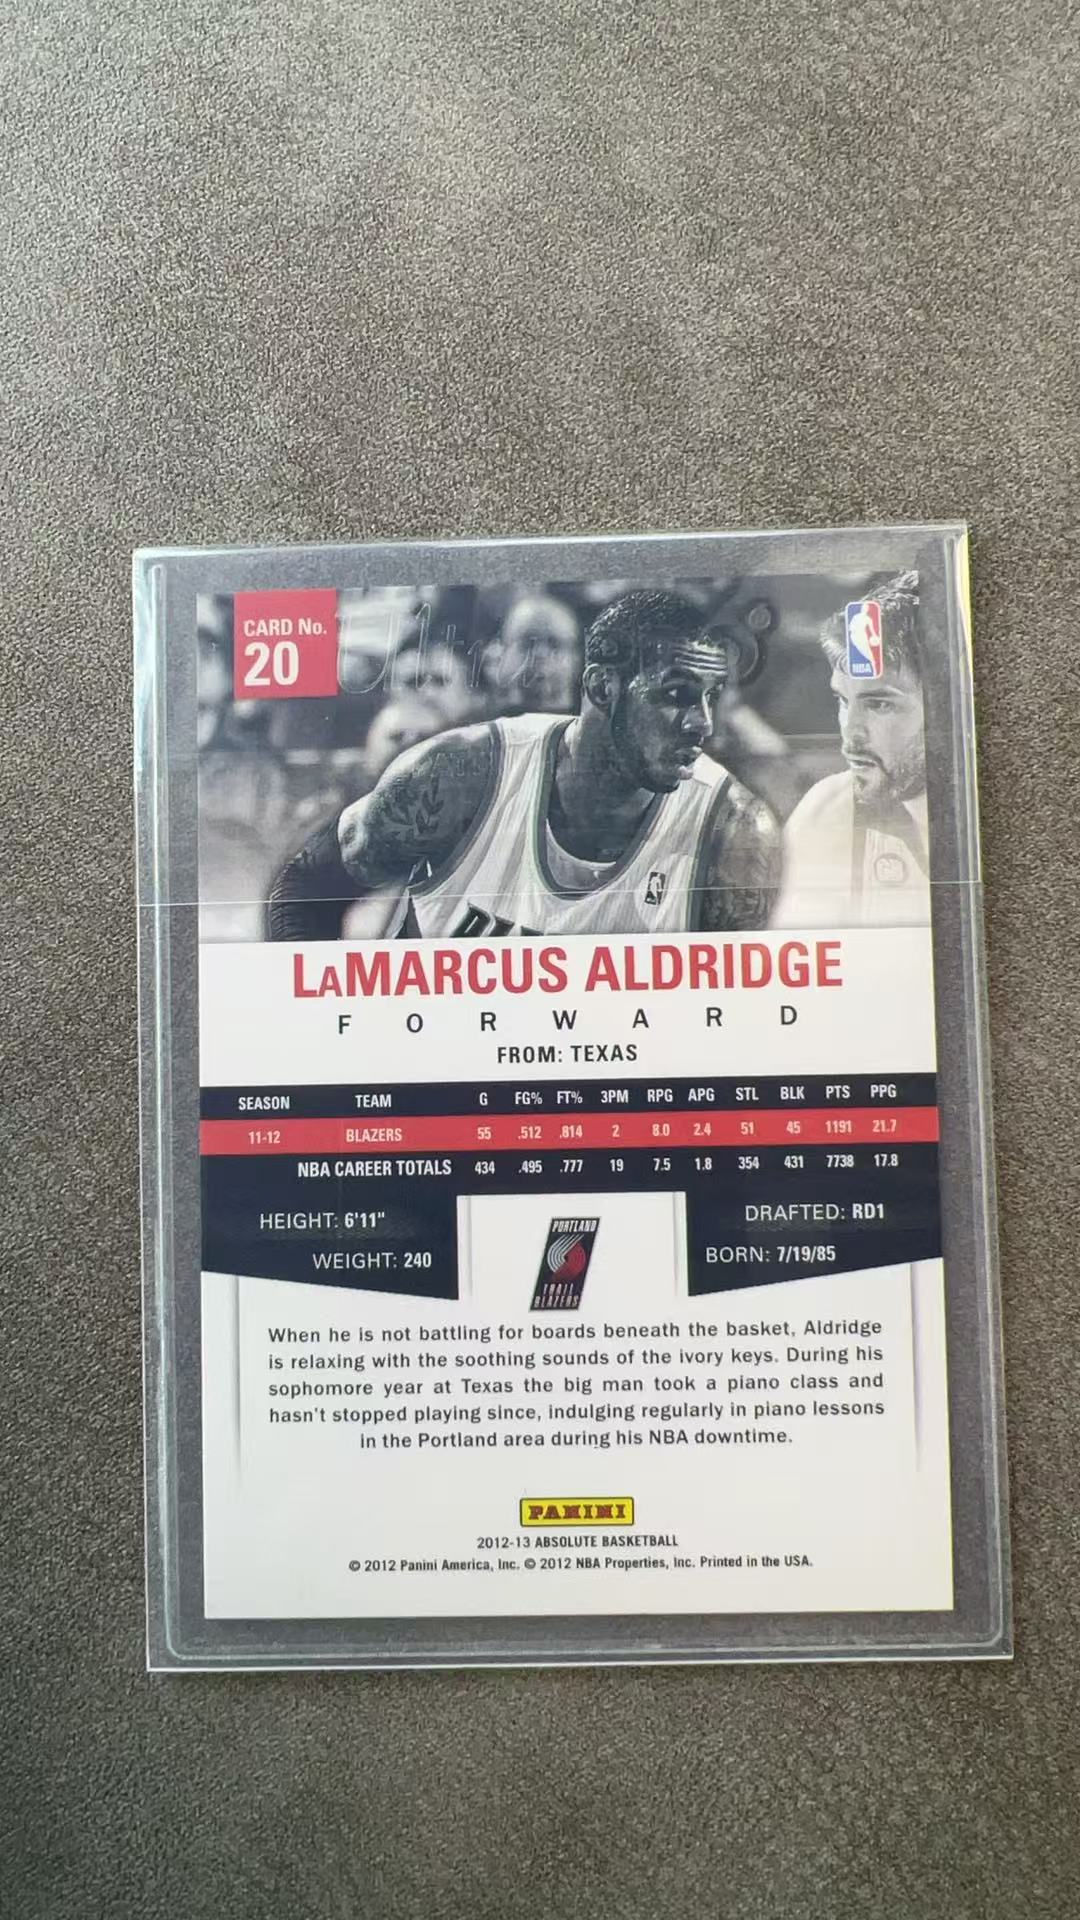 CARD No.
20
Ultra
NBA
LaMARCUS ALDRIDGE
FORWARD
FROM: TEXAS
SEASON TEAM G FG% FT% 3PM RPG APG STL BLK PTS PPG
11-12 BLAZERS 55 .512 .814 2 8.0 2.4 51 45 1191 21.7
NBA CAREER TOTALS 434 .495 .777 19 7.5 1.8 354 431 7738 17.8
HEIGHT: 6'11" DRAFTED: RD1
WEIGHT: 240 BORN: 7/19/85
PORTLAND
TRAIL
BLAZERS
When he is not battling for boards beneath the basket, Aldridge
is relaxing with the soothing sounds of the ivory keys. During his
sophomore year at Texas the big man took a piano class and
hasn't stopped playing since, indulging regularly in piano lessons
in the Portland area during his NBA downtime.
PANINI
2012-13 ABSOLUTE BASKETBALL
© 2012 Panini America, Inc. © 2012 NBA Properties, Inc. Printed in the USA.